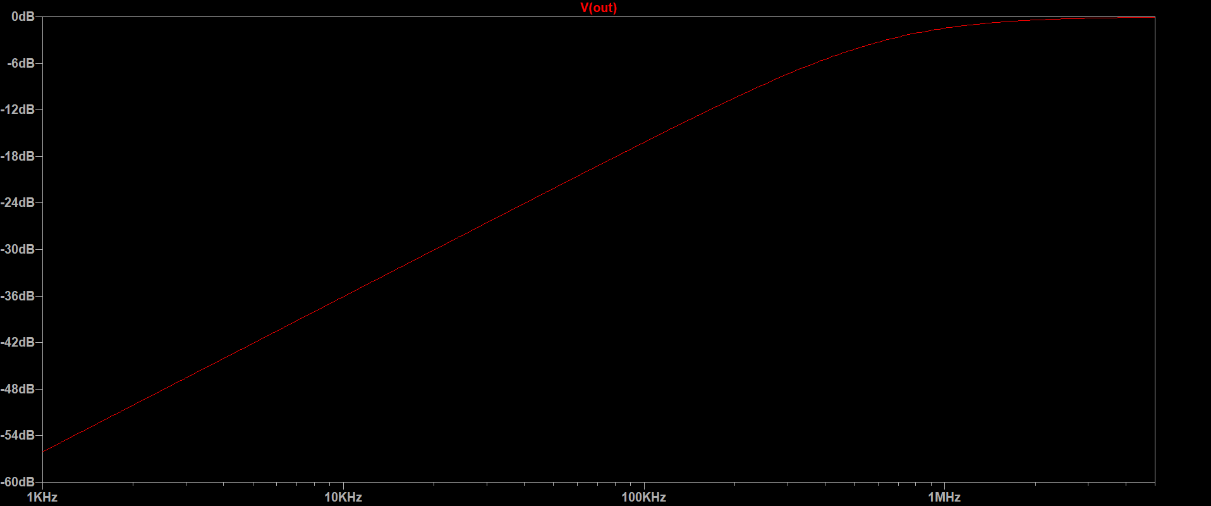 V(out)
0dB
-6dB
-12dB
-18dB
-24dB
-30dB
-36dB
-42dB
-48dB
-54dB
-60dB
1KHz 10KHz 100KHz 1MHz